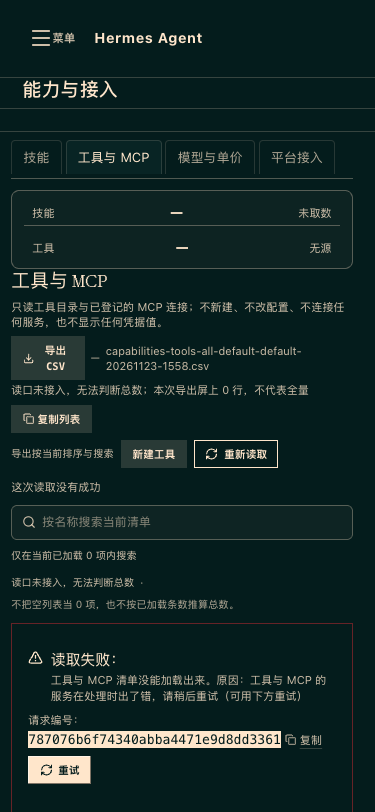 菜单 Hermes Agent
能力与接入
技能 工具与 MCP 模型与单价 平台接入
技能 — 未取数
工具 — 无源
工具与 MCP
只读工具目录与已登记的 MCP 连接；不新建、不改配置、不连接任
何服务，也不显示任何凭据值。
导出
CSV
— capabilities-tools-all-default-default-
20261123-1558.csv
读口未接入，无法判断总数；本次导出屏上 0 行，不代表全量
复制列表
导出按当前排序与搜索 新建工具 重新读取
这次读取没有成功
按名称搜索当前清单
仅在当前已加载 0 项内搜索
读口未接入，无法判断总数 ·
不把空列表当 0 项，也不按已加载条数推算总数。
读取失败：
工具与 MCP 清单没能加载出来。原因：工具与 MCP 的
服务在处理时出了错，请稍后重试（可用下方重试）
请求编号：
787076b6f74340abba4471e9d8dd3361 复制
重试